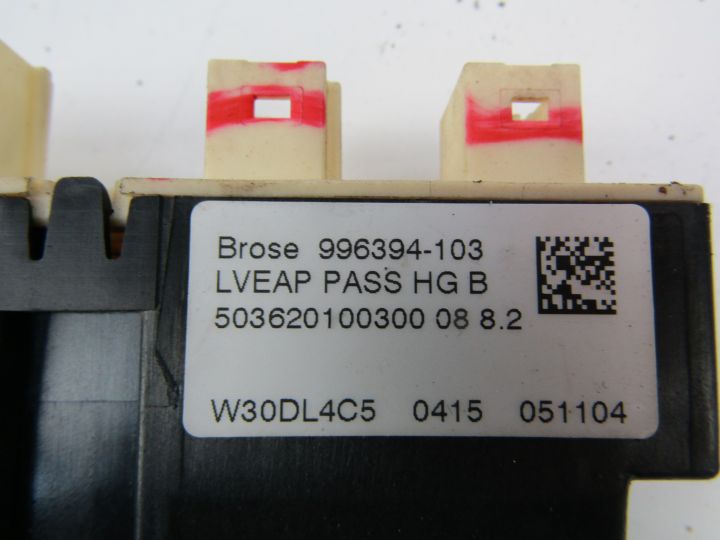 Brose 996394-103
LVEAP PASS HG B
503620100300 08 8.2
W30DL4C5 0415 051104